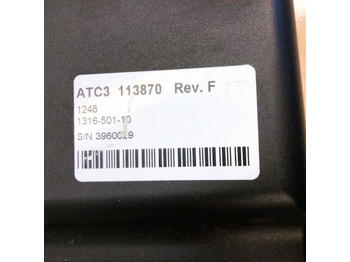 ATC3 113870 Rev. F
1248
1316-501-10
S/N 3960029